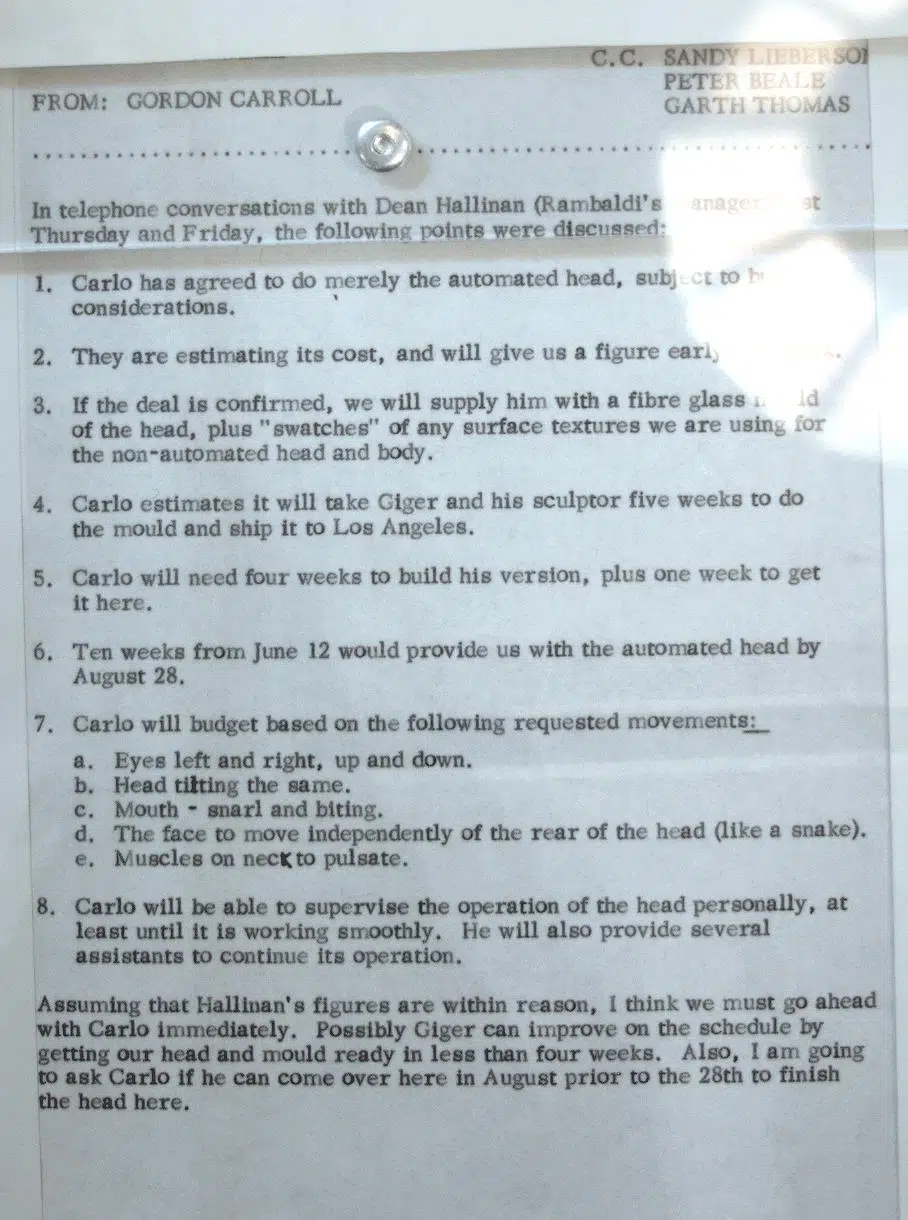 C.C. SANDY LIEBERSO
PETER BEALE
FROM: GORDON CARROLL
GARTH THOMAS
In telephone conversations with Dean Hallinan (Rambaldi's
Thursday and Friday, the following points were discussed:
1. Carlo has agreed to do merely the automated head, subject to
considerations.
2. They are estimating its cost, and will give us a figure
3. If the deal is confirmed, we will supply him with a fibre glass
of the head, plus "swatches" of any surface textures we are using for
the non-automated head and body.
4. Carlo estimates it will take Giger and his sculptor five weeks to do
the mould and ship it to Los Angeles.
5. Carlo will need four weeks to build his version, plus one week to get
it here.
6. Ten weeks from June 12 would provide us with the automated head by
August 28.
7. Carlo will budget based on the following requested movements:
a. Eyes left and right, up and down.
b. Head tilting the same.
c. Mouth - snarl and biting.
d. The face to move independently of the rear of the head (like a snake).
e. Muscles on neck to pulsate.
8. Carlo will be able to supervise the operation of the head personally, at
least until it is working smoothly. He will also provide several
assistants to continue its operation.
Assuming that Hallinan's figures are within reason, I think we must go ahead
with Carlo immediately. Possibly Giger can improve on the schedule by
getting our head and mould ready in less than four weeks. Also, I am going
to ask Carlo if he can come over here in August prior to the 28th to finish
the head here.